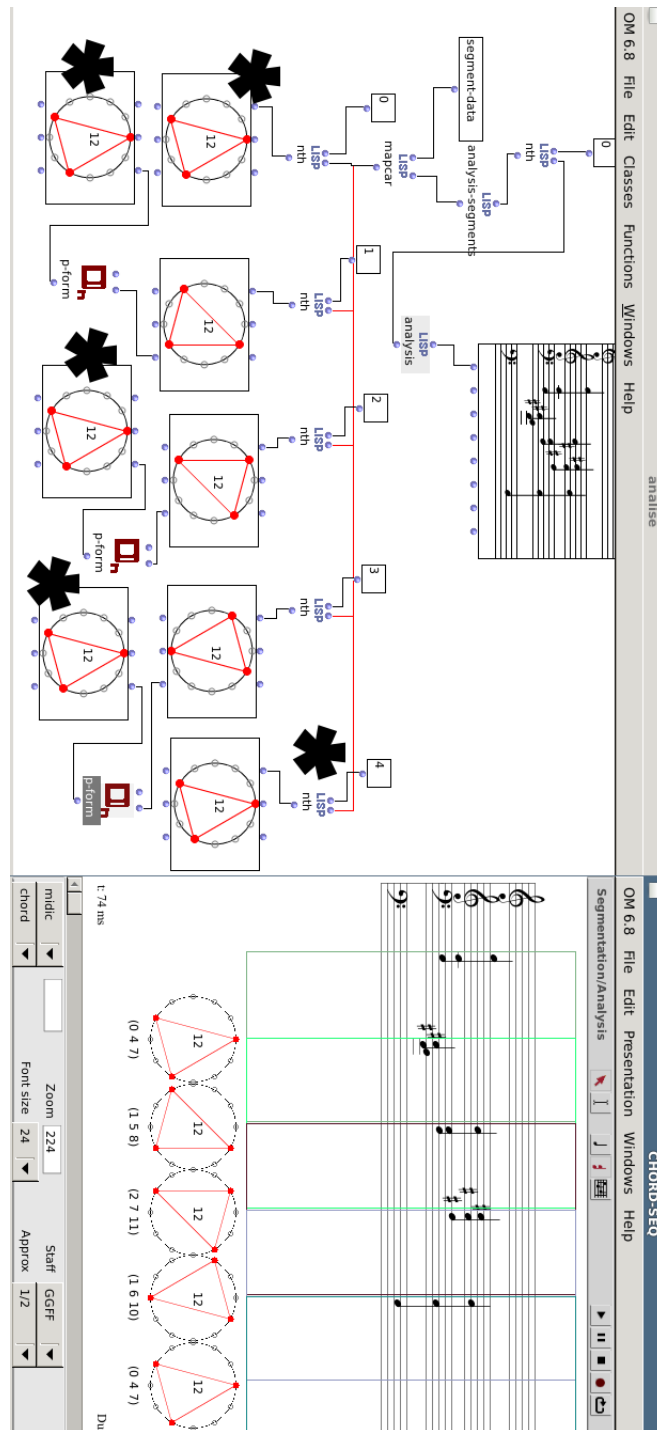 analise
OM 6.8 File Edit Classes Functions Windows Help
0
LISP
nth
segment-data
analysis-segments
LISP
LISP
mapcar
LISP
analysis
0
1
2
3
4
LISP
nth
LISP
nth
LISP
nth
LISP
nth
LISP
nth
12
12
12
12
12
12
12
12
p-form
p-form
p-form
CHORD-SEQ
OM 6.8 File Edit Presentation Windows Help
Segmentation/Analysis
12
12
12
12
12
(0 4 7)
(1 5 8)
(2 7 11)
(1 6 10)
(0 4 7)
t: 74 ms
Du
midic
Zoom
224
Staff
GGFF
chord
Font size
24
Approx
1/2